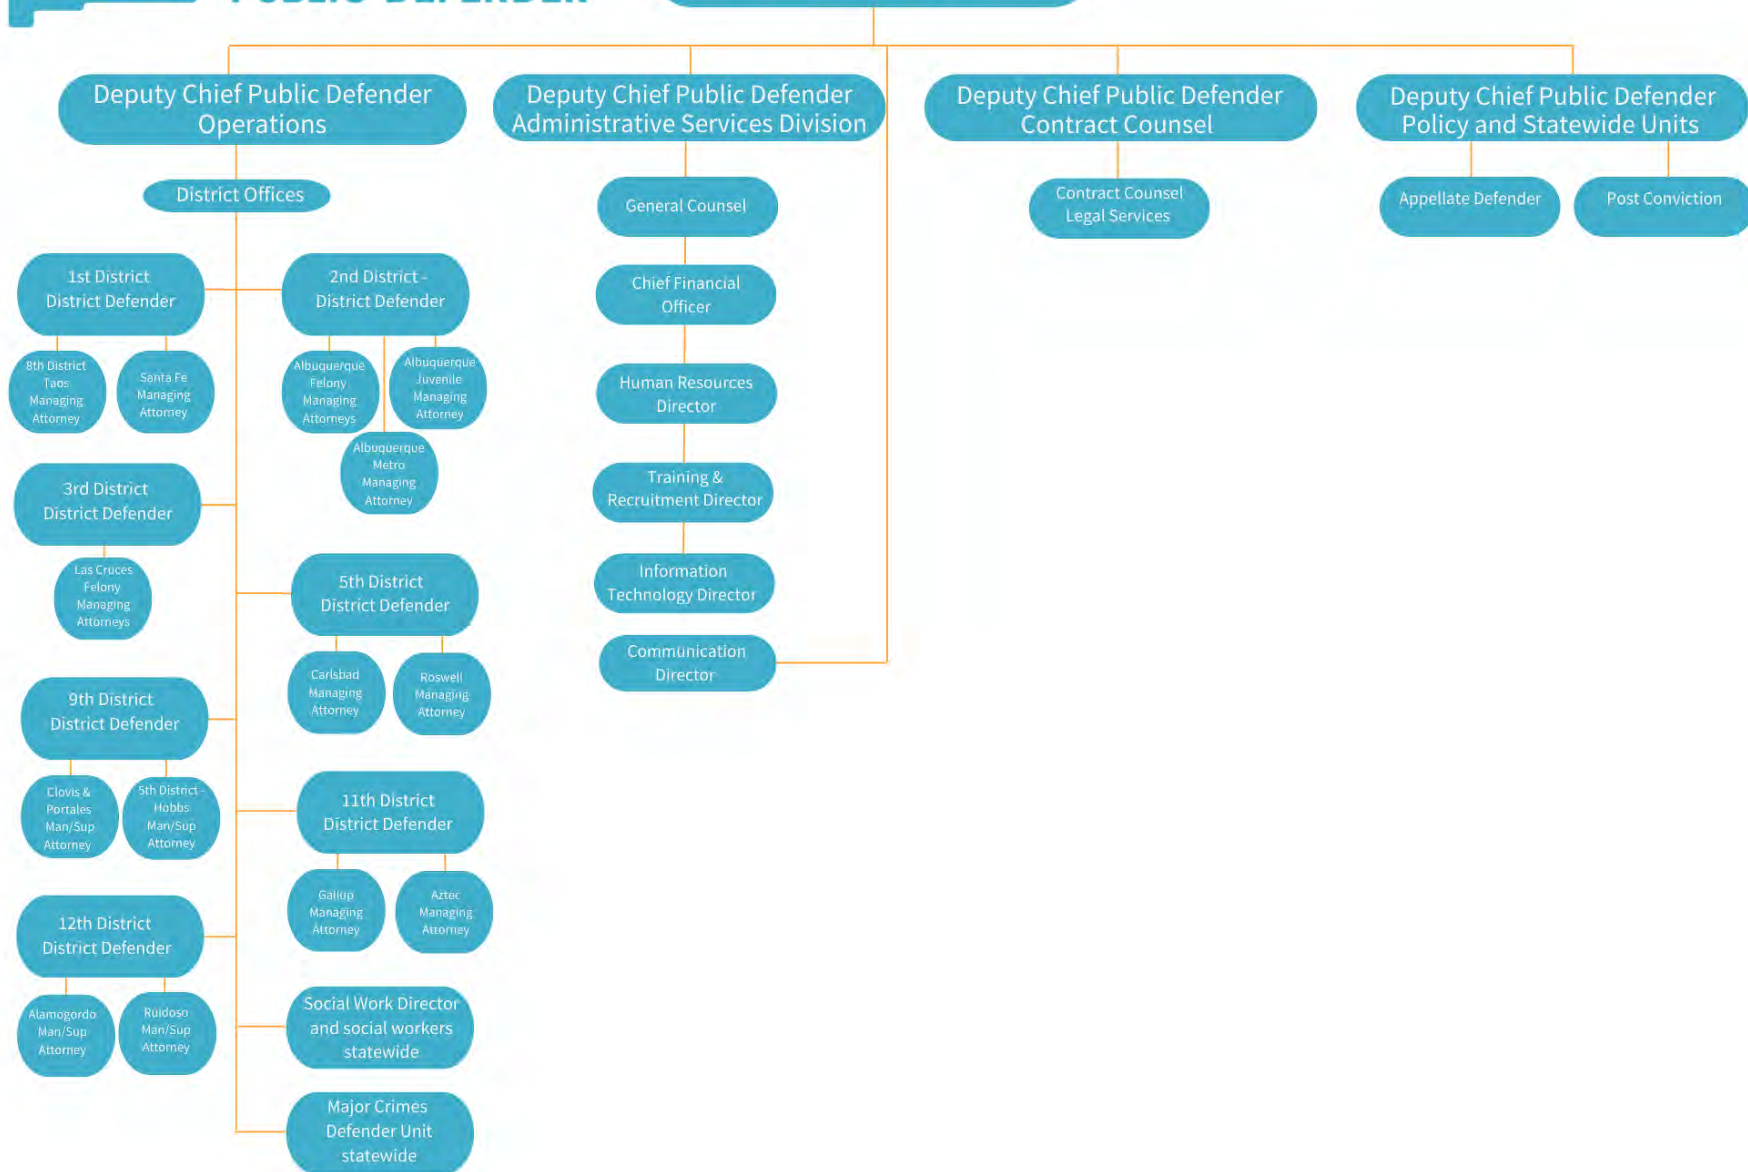 PUBLIC DEFENDER
Deputy Chief Public Defender
Operations
Deputy Chief Public Defender
Administrative Services Division
Deputy Chief Public Defender
Contract Counsel
Deputy Chief Public Defender
Policy and Statewide Units
District Offices
General Counsel
Contract Counsel
Legal Services
Appellate Defender
Post Conviction
1st District
District Defender
2nd District -
District Defender
Chief Financial
Officer
8th District
Taos
Managing
Attorney
Santa Fe
Managing
Attorney
Albuquerque
Felony
Managing
Attorneys
Albuquerque
Juvenile
Managing
Attorney
Albuquerque
Metro
Managing
Attorney
Human Resources
Director
3rd District
District Defender
Training &
Recruitment Director
Las Cruces
Felony
Managing
Attorneys
5th District
District Defender
Information
Technology Director
Carlsbad
Managing
Attorney
Roswell
Managing
Attorney
Communication
Director
9th District
District Defender
Clovis &
Portales
Man/Sup
Attorney
5th District -
Hobbs
Man/Sup
Attorney
11th District
District Defender
Gallup
Managing
Attorney
Aztec
Managing
Attorney
12th District
District Defender
Alamogordo
Man/Sup
Attorney
Ruidoso
Man/Sup
Attorney
Social Work Director
and social workers
statewide
Major Crimes
Defender Unit
statewide